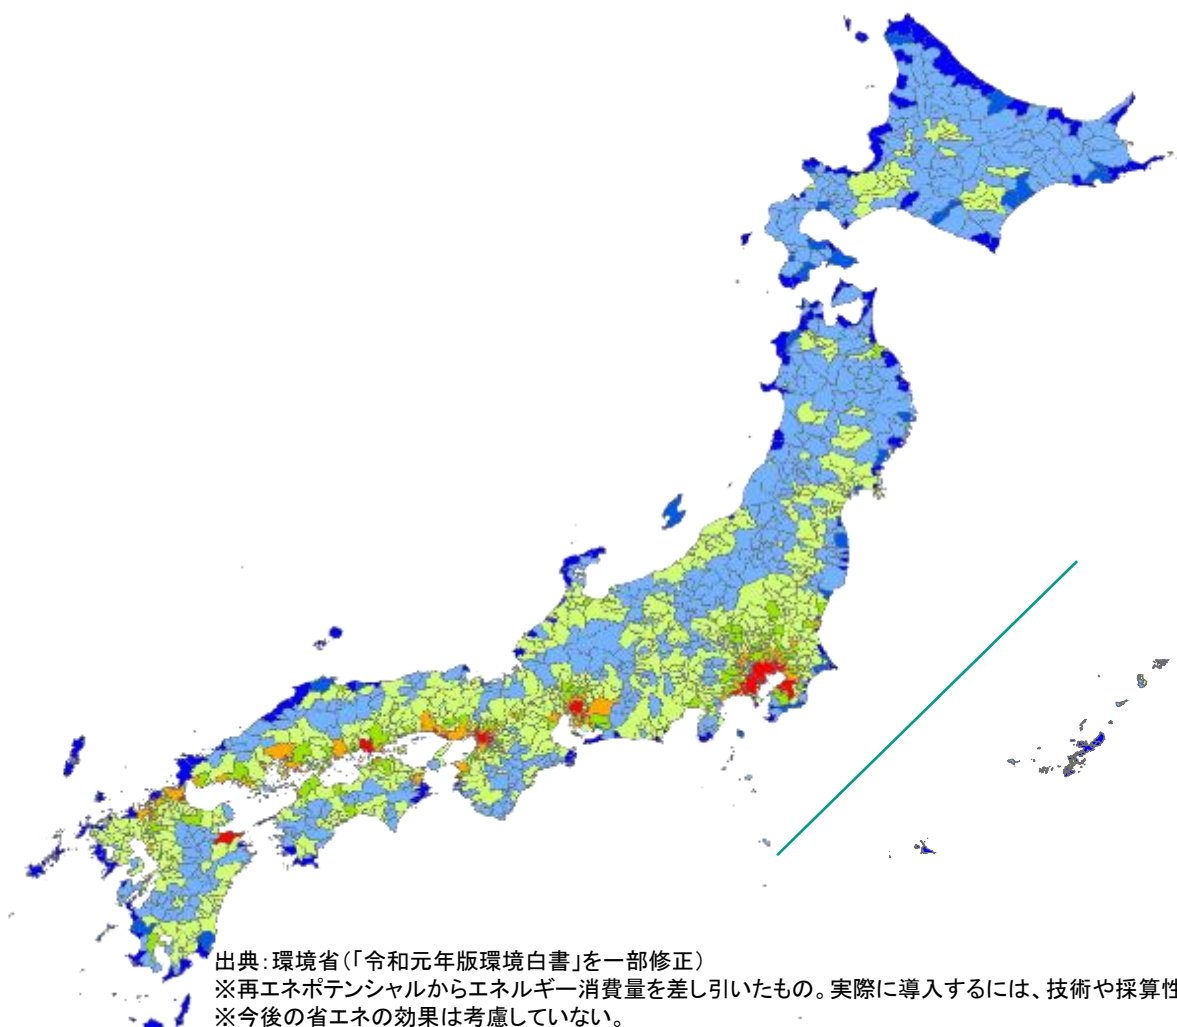 出典：環境省（「令和元年版環境白書」を一部修正）
※再エネポテンシャルからエネルギー消費量を差し引いたもの。実際に導入するには、技術や採算性
※今後の省エネの効果は考慮していない。